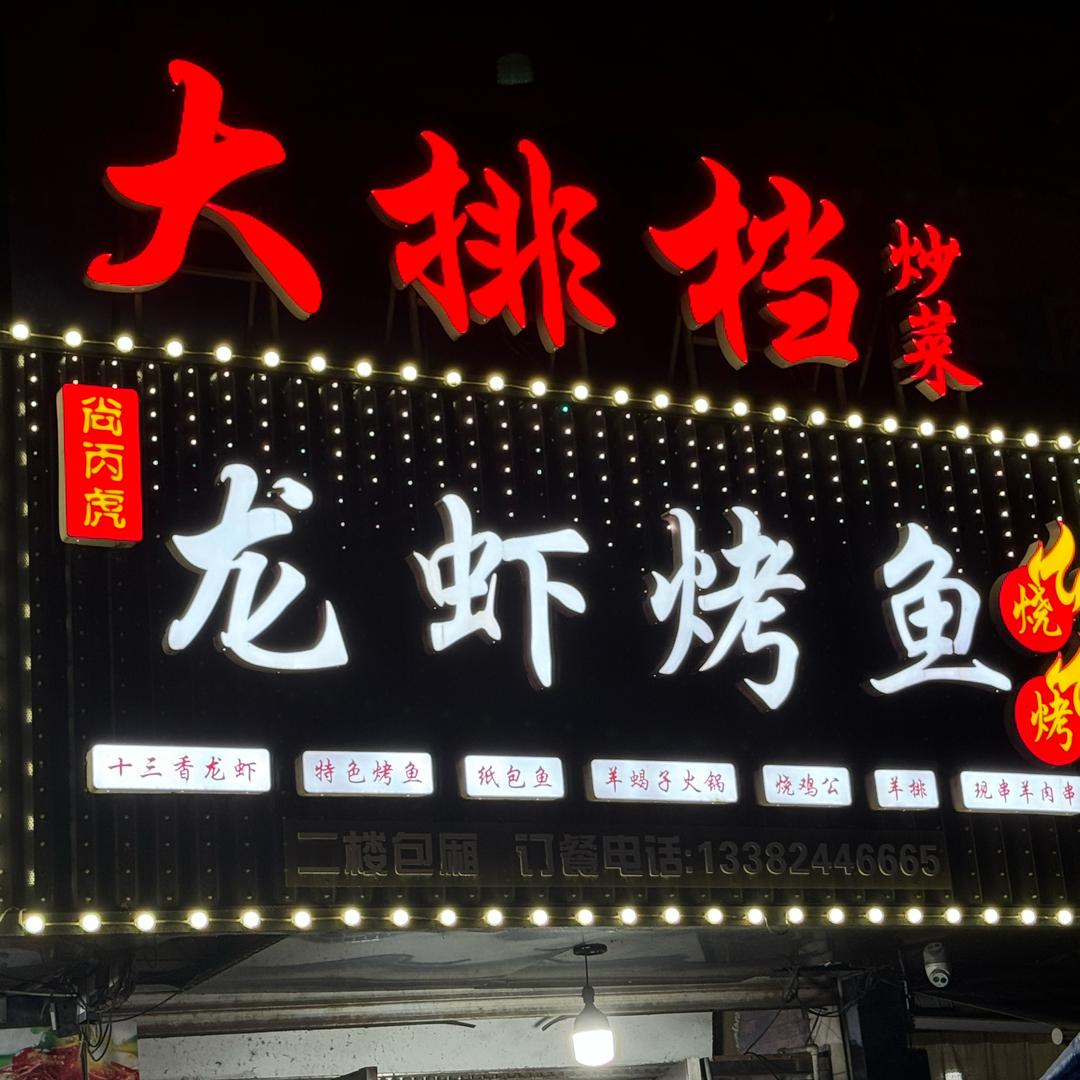 大排档
炒菜
尚丙虎
龙虾烤鱼
烧
烤
十三香龙虾
特色烤鱼
纸包鱼
羊蝎子火锅
烧鸡公
羊排
现串羊肉串
二楼包厢 订餐电话:13382446665